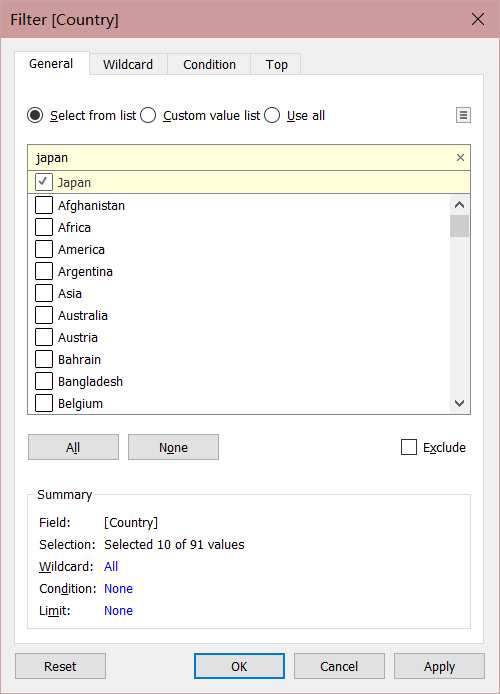 Filter [Country]
General Wildcard Condition Top
Select from list Custom value list Use all
japan
Japan
Afghanistan
Africa
America
Argentina
Asia
Australia
Austria
Bahrain
Bangladesh
Belgium
All None Exclude
Summary
Field: [Country]
Selection: Selected 10 of 91 values
Wildcard: All
Condition: None
Limit: None
Reset OK Cancel Apply